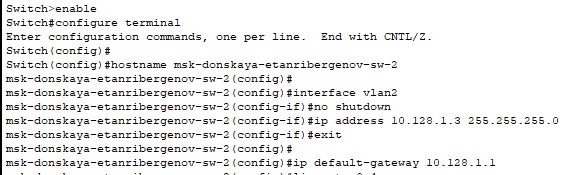 Switch>enable
Switch#configure terminal
Enter configuration commands, one per line.  End with CNTL/Z.
Switch(config)#
Switch(config)#hostname msk-donskaya-etanribergenov-sw-2
msk-donskaya-etanribergenov-sw-2(config)#
msk-donskaya-etanribergenov-sw-2(config)#interface vlan2
msk-donskaya-etanribergenov-sw-2(config-if)#no shutdown
msk-donskaya-etanribergenov-sw-2(config-if)#ip address 10.128.1.3 255.255.255.0
msk-donskaya-etanribergenov-sw-2(config-if)#exit
msk-donskaya-etanribergenov-sw-2(config)#
msk-donskaya-etanribergenov-sw-2(config)#ip default-gateway 10.128.1.1